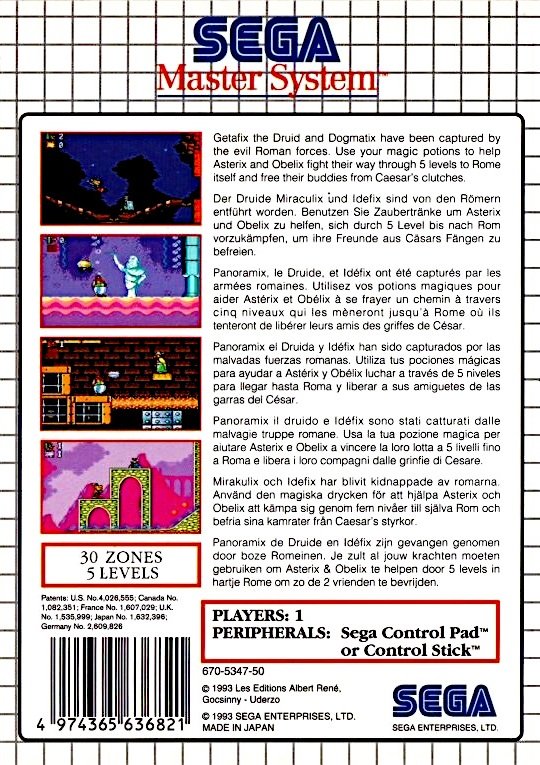 SEGA
Master System™
Getafix the Druid and Dogmatix have been captured by
the evil Roman forces. Use your magic potions to help
Asterix and Obelix fight their way through 5 levels to Rome
itself and free their buddies from Caesar's clutches.
Der Druide Miraculix und Idefix sind von den Römern
entführt worden. Benutzen Sie Zaubertränke um Asterix
und Obelix zu helfen, sich durch 5 Level bis nach Rom
vorzukämpfen, um ihre Freunde aus Cäsars Fängen zu
befreien.
Panoramix, le Druide, et Idéfix ont été capturés par les
armées romaines. Utilisez vos potions magiques pour
aider Astérix et Obélix à se frayer un chemin à travers
cinq niveaux qui les mèneront jusqu'à Rome où ils
tenteront de libérer leurs amis des griffes de César.
Panoramix el Druida y Idéfix han sido capturados por las
malvadas fuerzas romanas. Utiliza tus pociones mágicas
para ayudar a Astérix y Obélix luchar a través de 5 niveles
para llegar hasta Roma y liberar a sus amiguetes de las
garras del César.
Panoramix il druido e Idéfix sono stati catturati dalle
malvagie truppe romane. Usa la tua pozione magica per
aiutare Asterix e Obelix a vincere la loro lotta a 5 livelli fino
a Roma e libera i loro compagni dalle grinfie di Cesare.
Mirakulix och Idefix har blivit kidnappade av romarna.
Använd den magiska drycken för att hjälpa Asterix och
Obelix att kämpa sig genom fem nivåer till själva Rom och
befria sina kamrater från Caesar's styrkor.
Panoramix de Druide en Idéfix zijn gevangen genomen
door boze Romeinen. Je zult al jouw krachten moeten
gebruiken om Asterix & Obelix te helpen door 5 levels in
hartje Rome om zo de 2 vrienden te bevrijden.
30 ZONES
5 LEVELS
Patents: U.S. No.4,026,555; Canada No.
1,082,351; France No. 1,607,029; U.K.
No. 1,535,999; Japan No. 1,632,396;
Germany No. 2,609,826
PLAYERS: 1
PERIPHERALS: Sega Control Pad™
or Control Stick™
670-5347-50
© 1993 Les Editions Albert René,
Gocsinny - Uderzo
© 1993 SEGA ENTERPRISES, LTD.
MADE IN JAPAN
SEGA
SEGA ENTERPRISES, LTD.
4 974365 636821